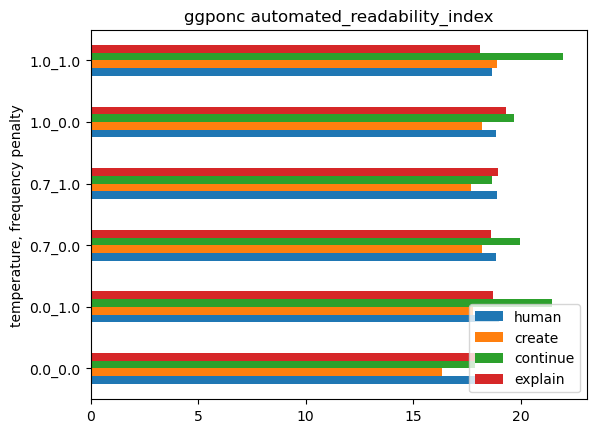 ggponc automated_readability_index
temperature, frequency penalty
1.0_1.0
1.0_0.0
0.7_1.0
0.7_0.0
0.0_1.0
0.0_0.0
human
create
continue
explain
0
5
10
15
20